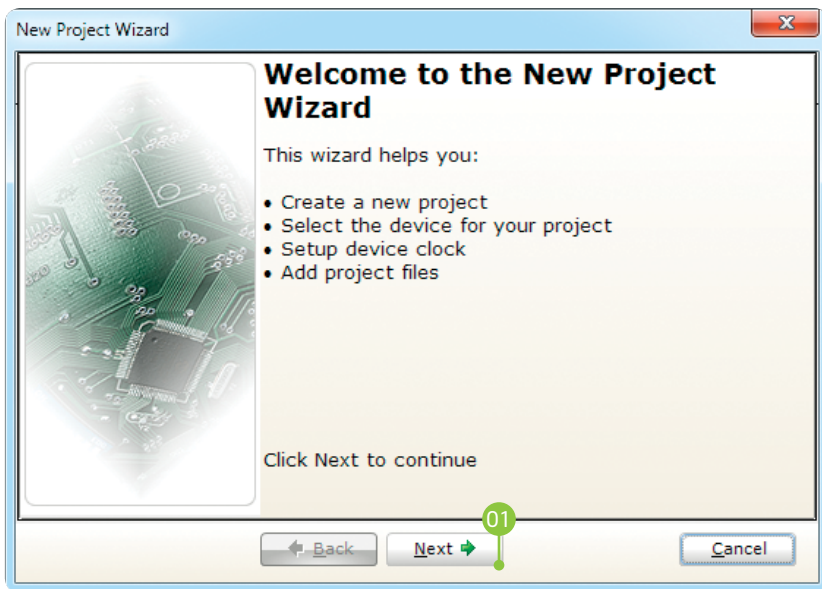 New Project Wizard
Welcome to the New Project
Wizard
This wizard helps you:
• Create a new project
• Select the device for your project
• Setup device clock
• Add project files
Click Next to continue
01
Back Next Cancel